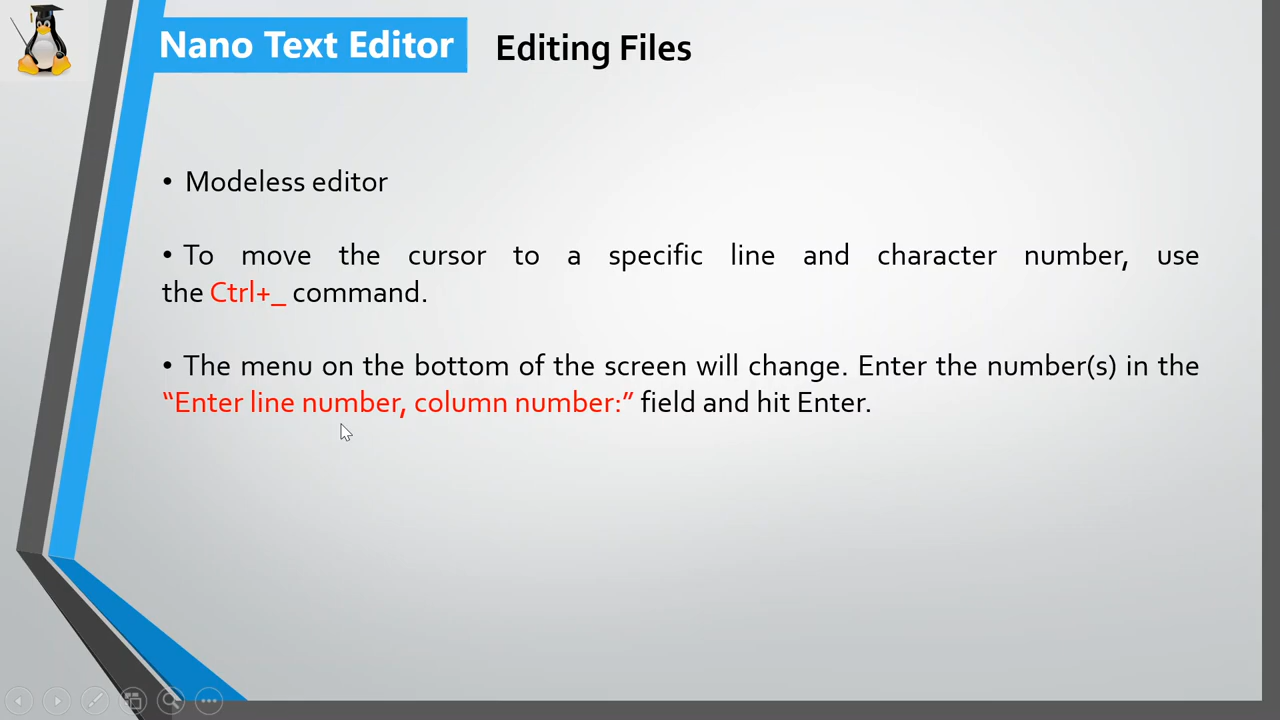 Nano Text Editor
Editing Files
• Modeless editor
• To move the cursor to a specific line and character number, use
the Ctrl+_ command.
• The menu on the bottom of the screen will change. Enter the number(s) in the
“Enter line number, column number:” field and hit Enter.